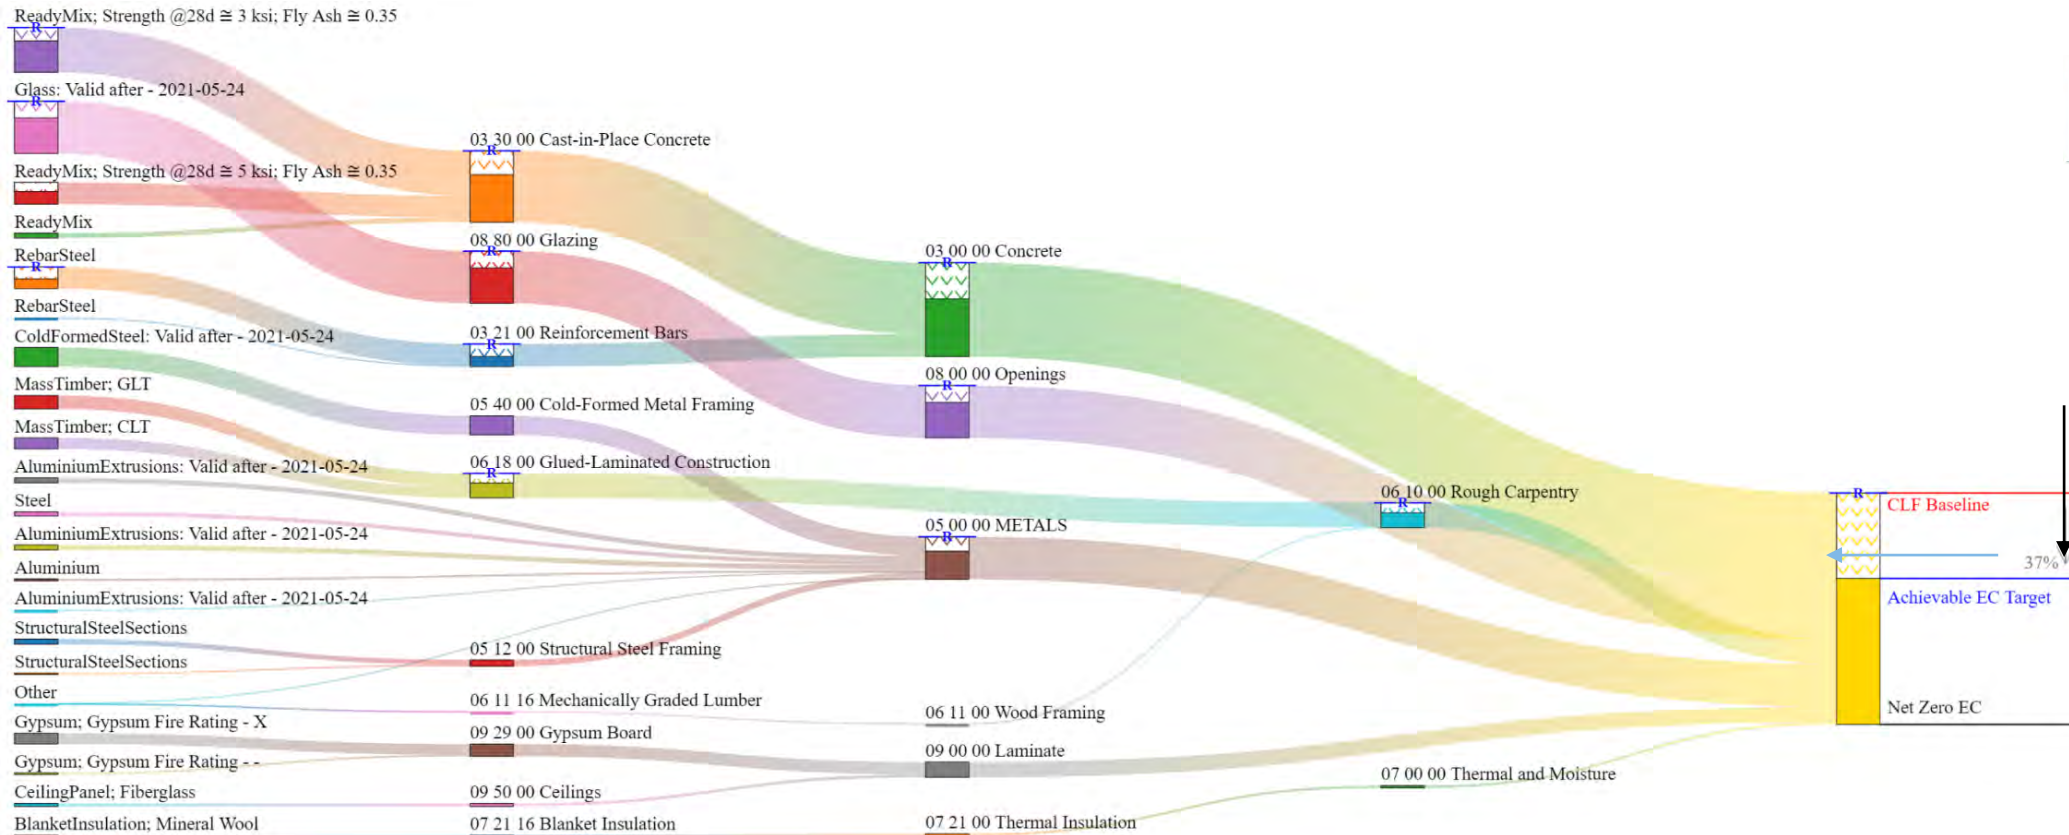 ReadyMix; Strength @28d ≅ 3 ksi; Fly Ash ≅ 0.35
R
Glass: Valid after - 2021-05-24
R
ReadyMix; Strength @28d ≅ 5 ksi; Fly Ash ≅ 0.35
ReadyMix
RebarSteel
R
RebarSteel
ColdFormedSteel: Valid after - 2021-05-24
MassTimber; GLT
MassTimber; CLT
AluminiumExtrusions: Valid after - 2021-05-24
Steel
AluminiumExtrusions: Valid after - 2021-05-24
Aluminium
AluminiumExtrusions: Valid after - 2021-05-24
StructuralSteelSections
StructuralSteelSections
Other
Gypsum; Gypsum Fire Rating - X
Gypsum; Gypsum Fire Rating - -
CeilingPanel; Fiberglass
BlanketInsulation; Mineral Wool
03 30 00 Cast-in-Place Concrete
R
08 80 00 Glazing
R
03 21 00 Reinforcement Bars
R
05 40 00 Cold-Formed Metal Framing
06 18 00 Glued-Laminated Construction
R
05 12 00 Structural Steel Framing
06 11 16 Mechanically Graded Lumber
09 29 00 Gypsum Board
09 50 00 Ceilings
07 21 16 Blanket Insulation
03 00 00 Concrete
R
08 00 00 Openings
R
05 00 00 METALS
R
06 11 00 Wood Framing
09 00 00 Laminate
07 21 00 Thermal Insulation
06 10 00 Rough Carpentry
R
07 00 00 Thermal and Moisture
R
CLF Baseline
37%
Achievable EC Target
Net Zero EC